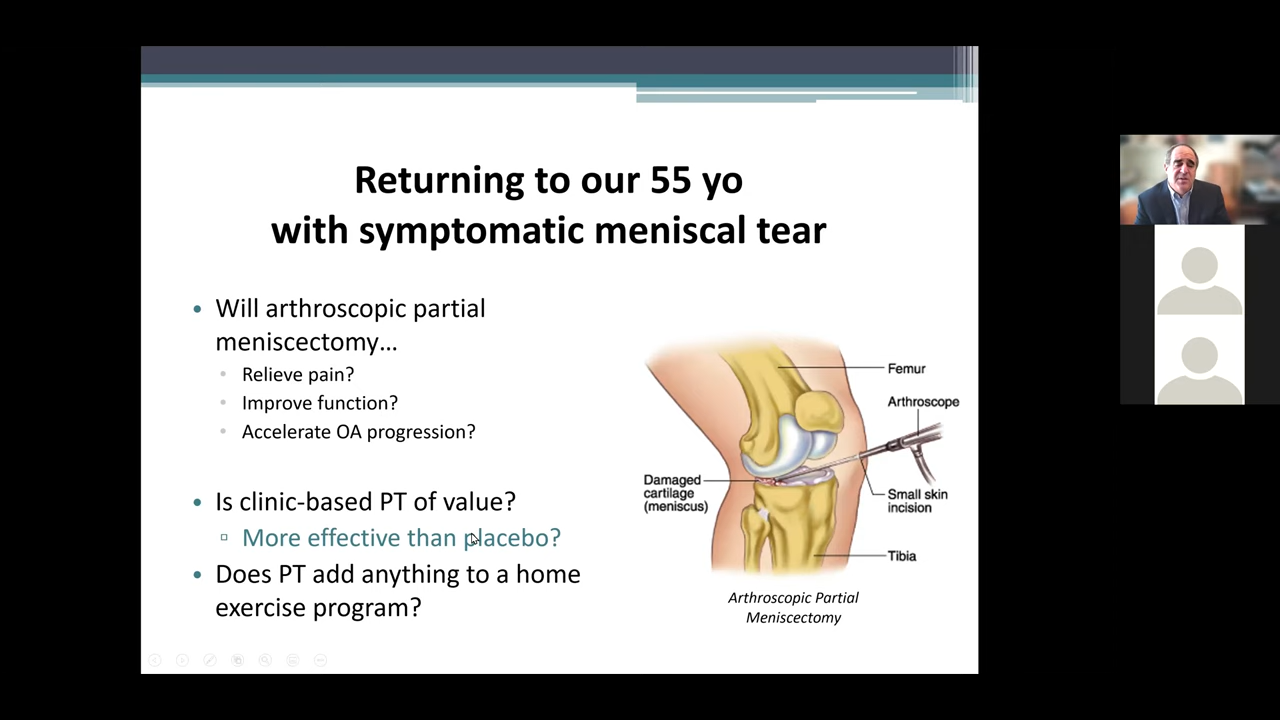 Returning to our 55 yo
with symptomatic meniscal tear
• Will arthroscopic partial
meniscectomy…
• Relieve pain?
• Improve function?
• Accelerate OA progression?
• Is clinic-based PT of value?
▫ More effective than placebo?
• Does PT add anything to a home
exercise program?
Femur
Arthroscope
Damaged
cartilage
(meniscus)
Small skin
incision
Tibia
Arthroscopic Partial
Meniscectomy